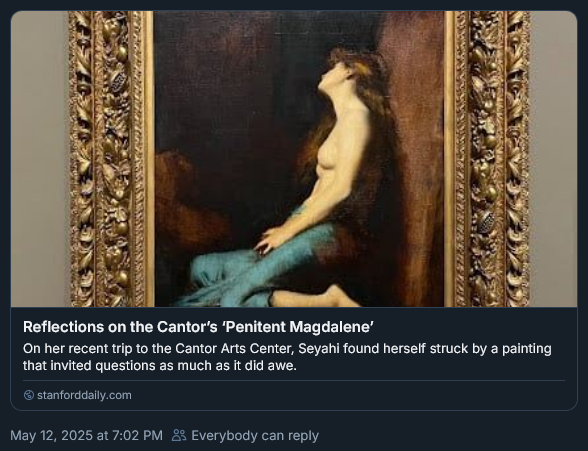 Reflections on the Cantor's 'Penitent Magdalene'
On her recent trip to the Cantor Arts Center, Seyahi found herself struck by a painting
that invited questions as much as it did awe.
stanforddaily.com
May 12, 2025 at 7:02 PM Everybody can reply